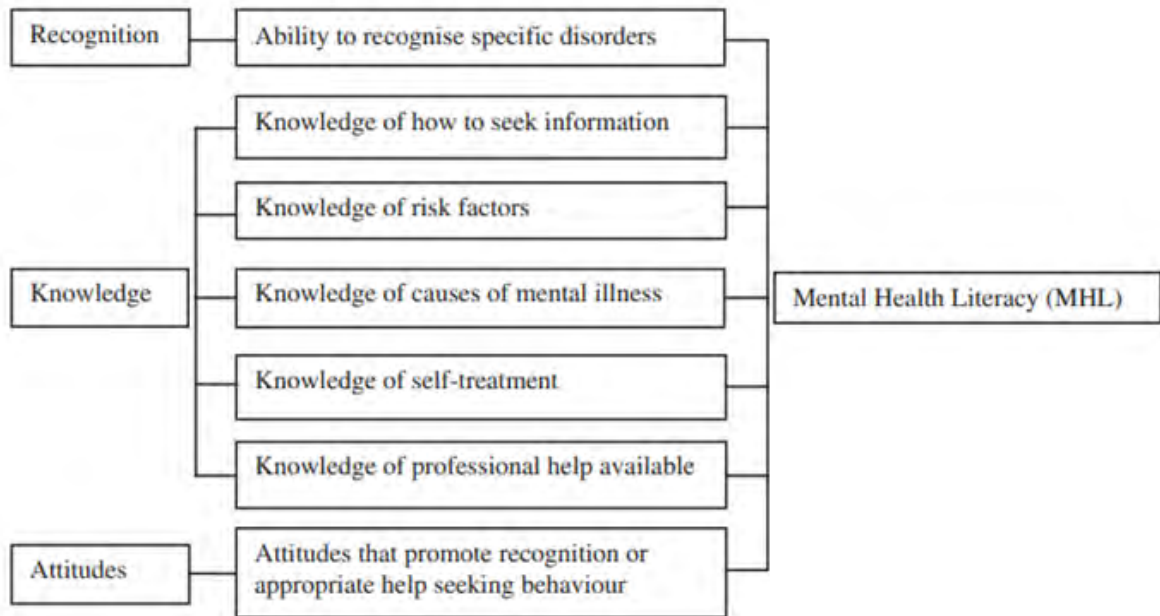 Recognition
Ability to recognise specific disorders
Knowledge of how to seek information
Knowledge of risk factors
Knowledge
Knowledge of causes of mental illness
Mental Health Literacy (MHL)
Knowledge of self-treatment
Knowledge of professional help available
Attitudes
Attitudes that promote recognition or
appropriate help seeking behaviour